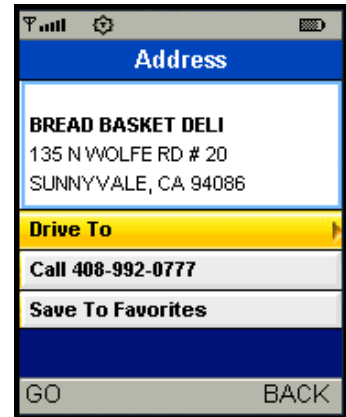 Address
BREAD BASKET DELI
135 N WOLFE RD # 20
SUNNYVALE, CA 94086
Drive To
Call 408-992-0777
Save To Favorites
GO BACK